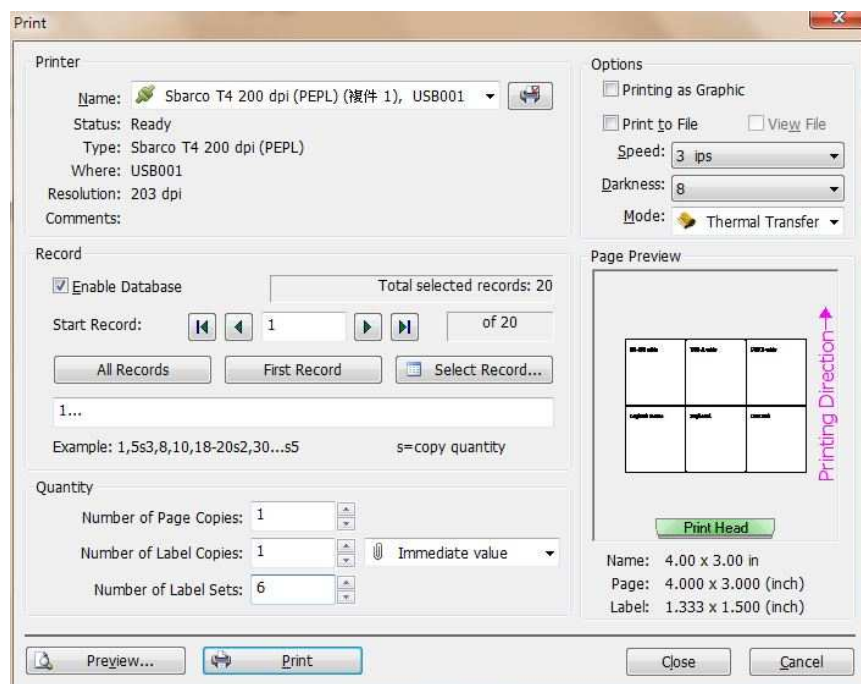 Print
Printer
Name: Sbarco T4 200 dpi (PEPL) (複件 1), USB001
Status: Ready
Type: Sbarco T4 200 dpi (PEPL)
Where: USB001
Resolution: 203 dpi
Comments:
Options
Printing as Graphic
Print to File View File
Speed: 3 ips
Darkness: 8
Mode: Thermal Transfer
Record
Enable Database Total selected records: 20
Start Record: 1 of 20
All Records First Record Select Record...
1...
Example: 1,5s3,8,10,18-20s2,30...s5 s=copy quantity
Quantity
Number of Page Copies: 1
Number of Label Copies: 1 Immediate value
Number of Label Sets: 6
Page Preview
Printing Direction
Print Head
Name: 4.00 x 3.00 in
Page: 4.000 x 3.000 (inch)
Label: 1.333 x 1.500 (inch)
Preview... Print Close Cancel